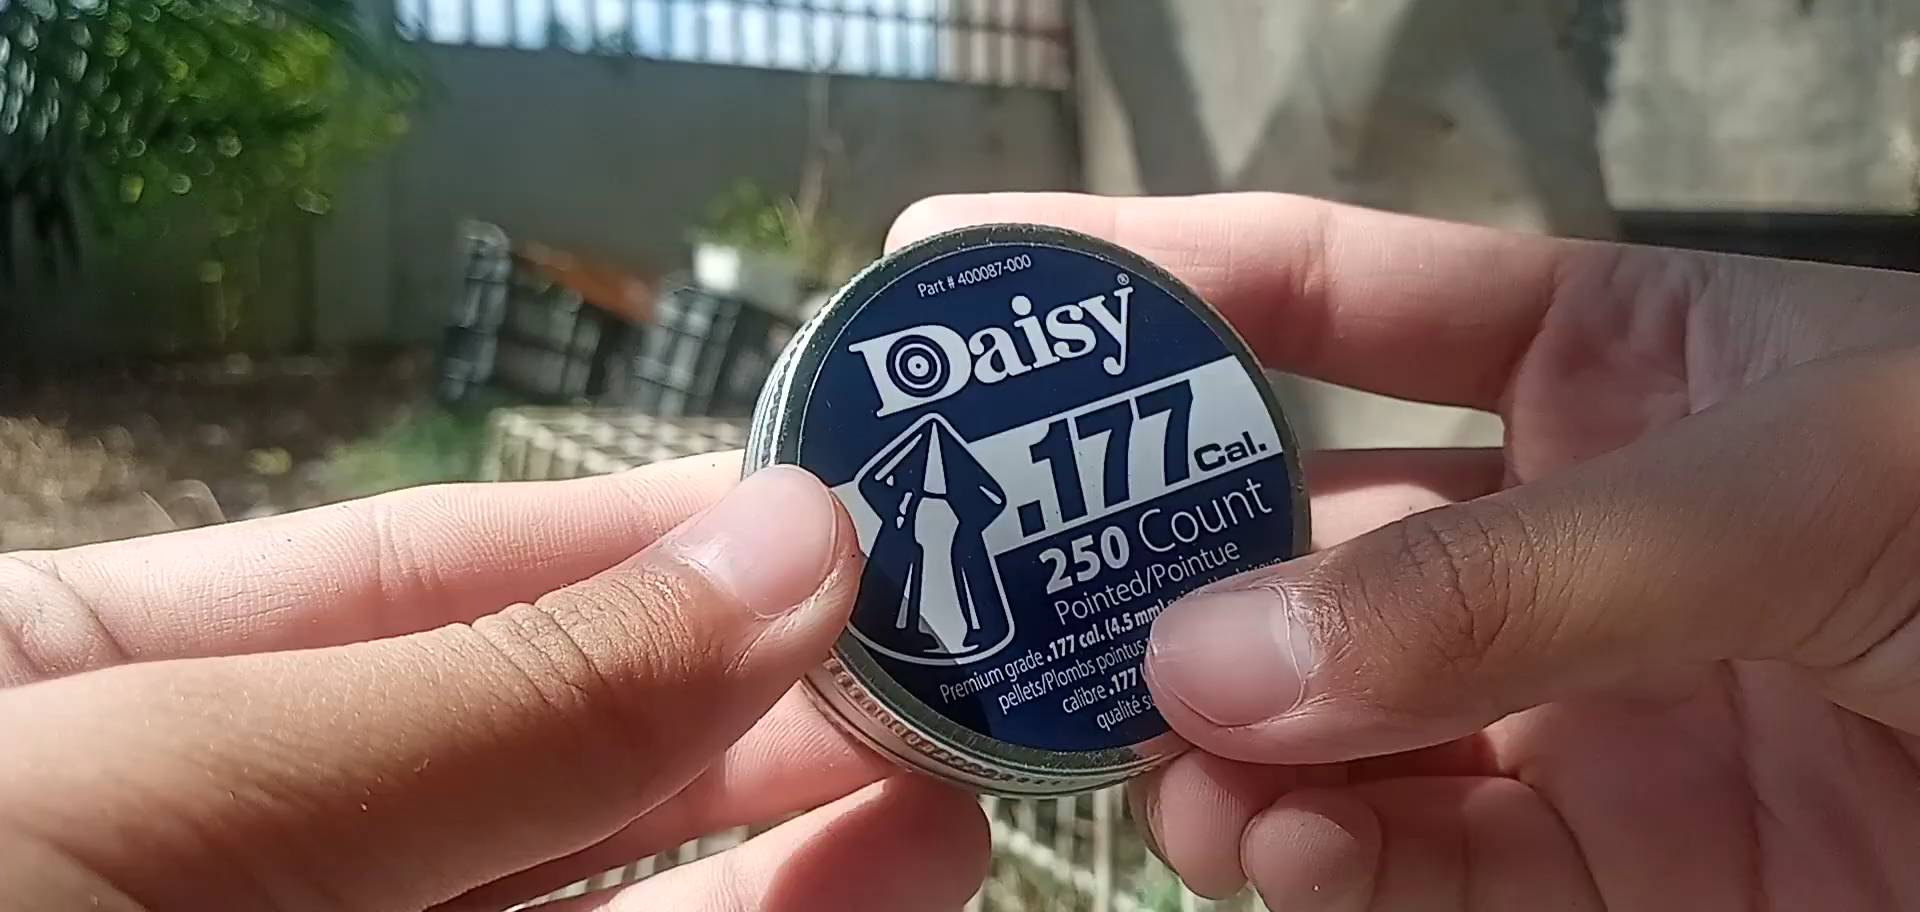 Part # 400087-000
Daisy®
.177 Cal.
250 Count
Pointed/Pointue
Premium grade .177 cal. (4.5 mm)
pellets/Plombs pointus
calibre .177
qualité